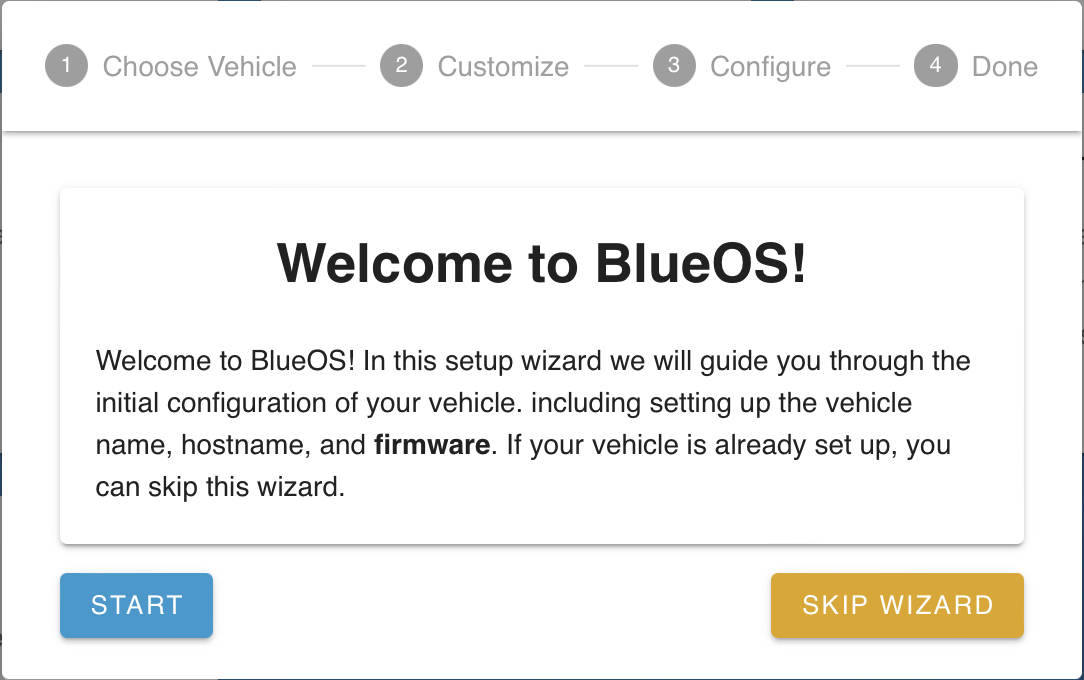 1 Choose Vehicle 2 Customize 3 Configure 4 Done
Welcome to BlueOS!
Welcome to BlueOS! In this setup wizard we will guide you through the
initial configuration of your vehicle. including setting up the vehicle
name, hostname, and firmware. If your vehicle is already set up, you
can skip this wizard.
START SKIP WIZARD